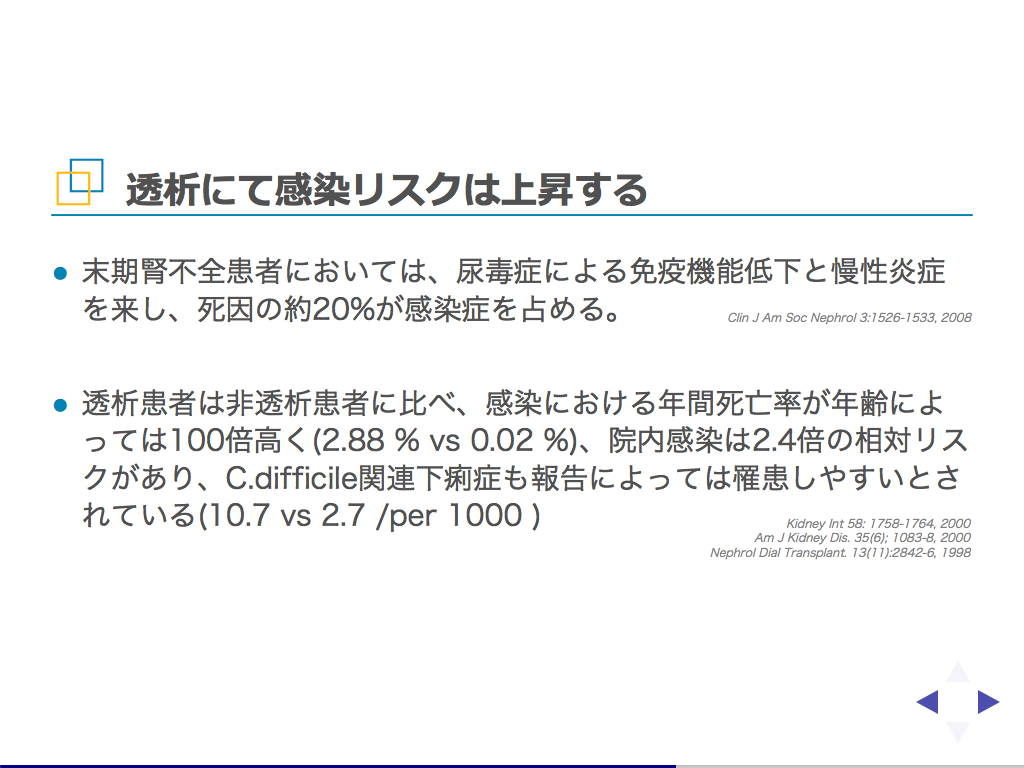 透析にて感染リスクは上昇する
● 末期腎不全患者においては、尿毒症による免疫機能低下と慢性炎症
を来し、死因の約20%が感染症を占める。
Clin J Am Soc Nephrol 3:1526-1533, 2008
● 透析患者は非透析患者に比べ、感染における年間死亡率が年齢によ
っては100倍高く(2.88 % vs 0.02 %)、院内感染は2.4倍の相対リス
クがあり、C.difficile関連下痢症も報告によっては罹患しやすいとさ
れている(10.7 vs 2.7 /per 1000 )
Kidney Int 58: 1758-1764, 2000
Am J Kidney Dis. 35(6); 1083-8, 2000
Nephrol Dial Transplant. 13(11):2842-6, 1998